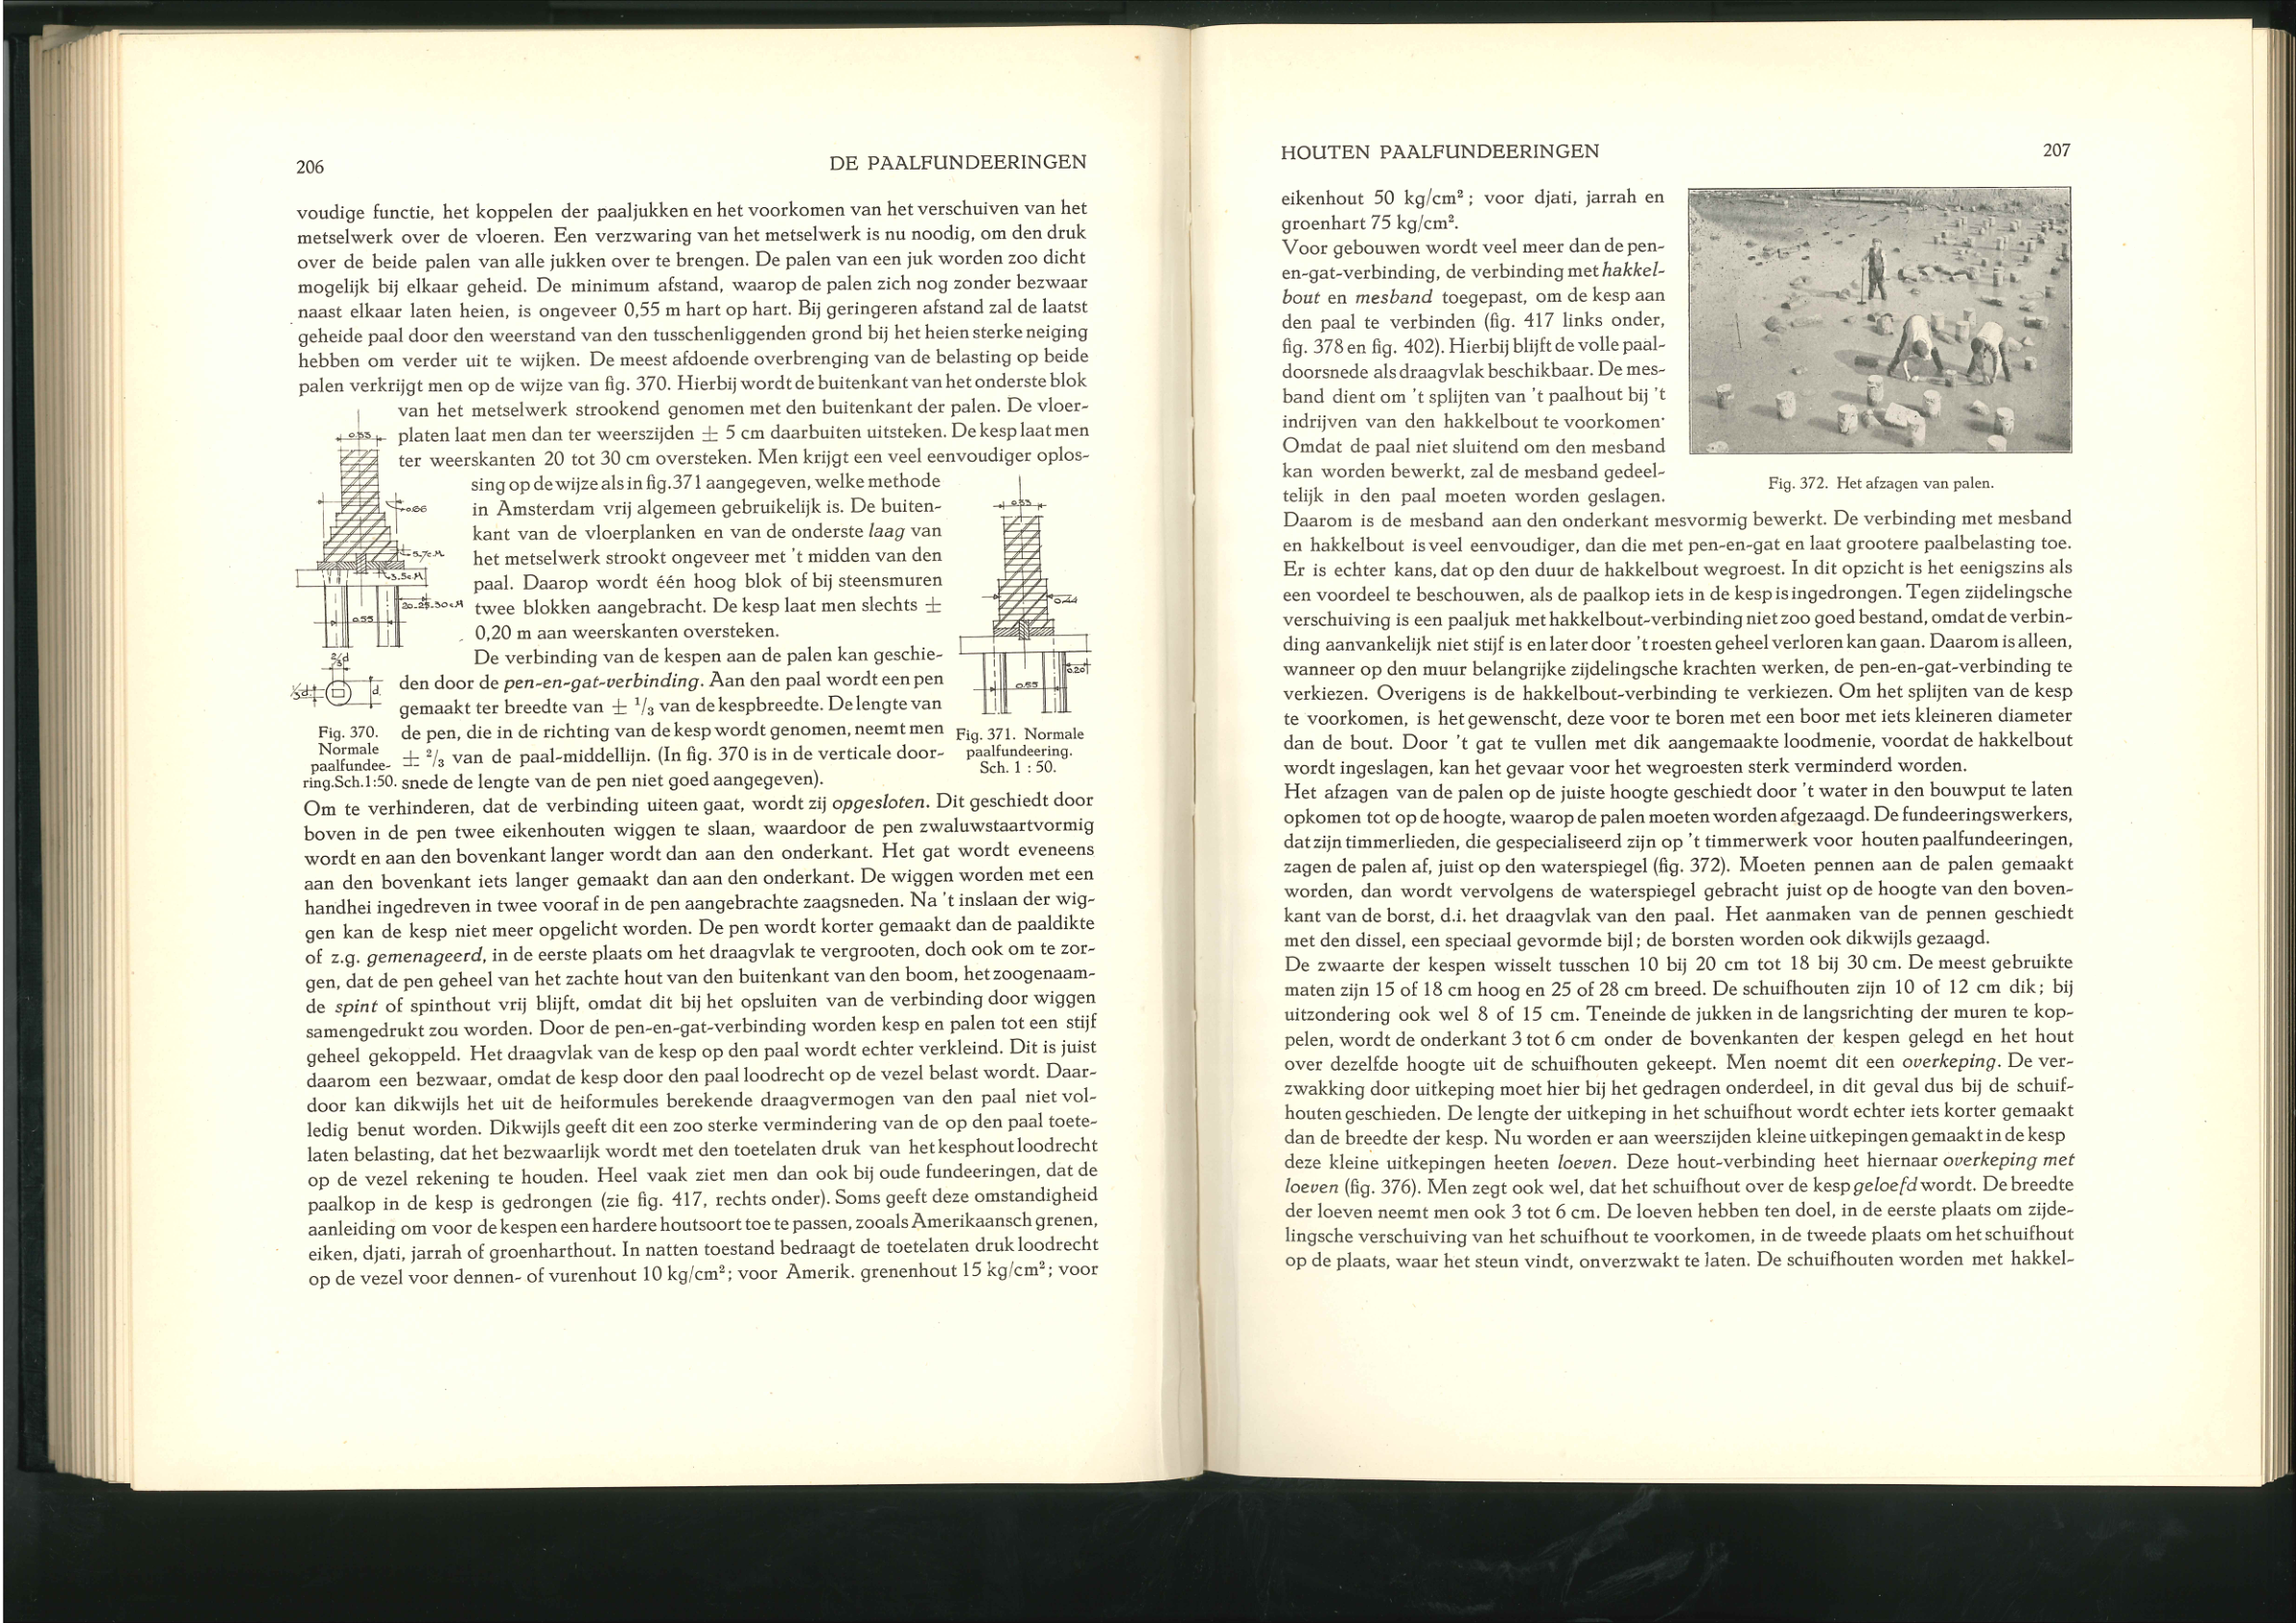 206
DE PAALFUNDEERINGEN
voudige functie, het koppelen der paaljukken en het voorkomen van het verschuiven van het
metselwerk over de vloeren. Een verzwaring van het metselwerk is nu noodig, om den druk
over de beide palen van alle jukken over te brengen. De palen van een juk worden zoo dicht
mogelijk bij elkaar geheid. De minimum afstand, waarop de palen zich nog zonder bezwaar
naast elkaar laten heien, is ongeveer 0,55 m hart op hart. Bij geringeren afstand zal de laatst
geheide paal door den weerstand van den tusschenliggenden grond bij het heien sterke neiging
hebben om verder uit te wijken. De meest afdoende overbrenging van de belasting op beide
palen verkrijgt men op de wijze van fig. 370. Hierbij wordt de buitenkant van het onderste blok
van het metselwerk strookend genomen met den buitenkant der palen. De vloer-
platen laat men dan ter weerszijden ± 5 cm daarbuiten uitsteken. De kesp laat men
ter weerskanten 20 tot 30 cm oversteken. Men krijgt een veel eenvoudiger oplos-
sing op de wijze als in fig. 371 aangegeven, welke methode
in Amsterdam vrij algemeen gebruikelijk is. De buiten-
kant van de vloerplanken en van de onderste laag van
het metselwerk strookt ongeveer met 't midden van den
paal. Daarop wordt één hoog blok of bij steensmuren
twee blokken aangebracht. De kesp laat men slechts ±
0,20 m aan weerskanten oversteken.
De verbinding van de kespen aan de palen kan geschie-
den door de pen-en-gat-verbinding. Aan den paal wordt een pen
gemaakt ter breedte van ± 1/3 van de kespbreedte. De lengte van
de pen, die in de richting van de kesp wordt genomen, neemt men
± 2/3 van de paal-middellijn. (In fig. 370 is in de verticale door-
snede de lengte van de pen niet goed aangegeven).
0.33
0.66
5.7c.M
3.5c.M
20-25-30cM
0.55
2/3d
1/3d
d.
Fig. 370.
Normale
paalfundee-
ring. Sch. 1:50.
0.33
0.44
0.20
0.55
Fig. 371. Normale
paalfundeering.
Sch. 1 : 50.
Om te verhinderen, dat de verbinding uiteen gaat, wordt zij opgesloten. Dit geschiedt door
boven in de pen twee eikenhouten wiggen te slaan, waardoor de pen zwaluwstaartvormig
wordt en aan den bovenkant langer wordt dan aan den onderkant. Het gat wordt eveneens
aan den bovenkant iets langer gemaakt dan aan den onderkant. De wiggen worden met een
handhei ingedreven in twee vooraf in de pen aangebrachte zaagsneden. Na 't inslaan der wig-
gen kan de kesp niet meer opgelicht worden. De pen wordt korter gemaakt dan de paaldikte
of z.g. gemenageerd, in de eerste plaats om het draagvlak te vergrooten, doch ook om te zor-
gen, dat de pen geheel van het zachte hout van den buitenkant van den boom, het zoogenaam-
de spint of spinthout vrij blijft, omdat dit bij het opsluiten van de verbinding door wiggen
samengedrukt zou worden. Door de pen-en-gat-verbinding worden kesp en palen tot een stijf
geheel gekoppeld. Het draagvlak van de kesp op den paal wordt echter verkleind. Dit is juist
daarom een bezwaar, omdat de kesp door den paal loodrecht op de vezel belast wordt. Daar-
door kan dikwijls het uit de heiformules berekende draagvermogen van den paal niet vol-
ledig benut worden. Dikwijls geeft dit een zoo sterke vermindering van de op den paal toete-
laten belasting, dat het bezwaarlijk wordt met den toetelaten druk van het kesphout loodrecht
op de vezel rekening te houden. Heel vaak ziet men dan ook bij oude fundeeringen, dat de
paalkop in de kesp is gedrongen (zie fig. 417, rechts onder). Soms geeft deze omstandigheid
aanleiding om voor de kespen een hardere houtsoort toe te passen, zooals Amerikaansch grenen,
eiken, djati, jarrah of groenharthout. In natten toestand bedraagt de toetelaten druk loodrecht
op de vezel voor dennen- of vurenhout 10 kg/cm²; voor Amerik. grenenhout 15 kg/cm²; voor
HOUTEN PAALFUNDEERINGEN
207
eikenhout 50 kg/cm²; voor djati, jarrah en
groenhart 75 kg/cm².
Voor gebouwen wordt veel meer dan de pen-
en-gat-verbinding, de verbinding met hakkel-
bout en mesband toegepast, om de kesp aan
den paal te verbinden (fig. 417 links onder,
fig. 378 en fig. 402). Hierbij blijft de volle paal-
doorsnede als draagvlak beschikbaar. De mes-
band dient om 't splijten van 't paalhout bij 't
indrijven van den hakkelbout te voorkomen·
Omdat de paal niet sluitend om den mesband
kan worden bewerkt, zal de mesband gedeel-
telijk in den paal moeten worden geslagen.
Fig. 372. Het afzagen van palen.
Daarom is de mesband aan den onderkant mesvormig bewerkt. De verbinding met mesband
en hakkelbout is veel eenvoudiger, dan die met pen-en-gat en laat grootere paalbelasting toe.
Er is echter kans, dat op den duur de hakkelbout wegroest. In dit opzicht is het eenigszins als
een voordeel te beschouwen, als de paalkop iets in de kesp is ingedrongen. Tegen zijdelingsche
verschuiving is een paaljuk met hakkelbout-verbinding niet zoo goed bestand, omdat de verbin-
ding aanvankelijk niet stijf is en later door 't roesten geheel verloren kan gaan. Daarom is alleen,
wanneer op den muur belangrijke zijdelingsche krachten werken, de pen-en-gat-verbinding te
verkiezen. Overigens is de hakkelbout-verbinding te verkiezen. Om het splijten van de kesp
te voorkomen, is het gewenscht, deze voor te boren met een boor met iets kleineren diameter
dan de bout. Door 't gat te vullen met dik aangemaakte loodmenie, voordat de hakkelbout
wordt ingeslagen, kan het gevaar voor het wegroesten sterk verminderd worden.
Het afzagen van de palen op de juiste hoogte geschiedt door 't water in den bouwput te laten
opkomen tot op de hoogte, waarop de palen moeten worden afgezaagd. De fundeeringswerkers,
dat zijn timmerlieden, die gespecialiseerd zijn op 't timmerwerk voor houten paalfundeeringen,
zagen de palen af, juist op den waterspiegel (fig. 372). Moeten pennen aan de palen gemaakt
worden, dan wordt vervolgens de waterspiegel gebracht juist op de hoogte van den boven-
kant van de borst, d.i. het draagvlak van den paal. Het aanmaken van de pennen geschiedt
met den dissel, een speciaal gevormde bijl; de borsten worden ook dikwijls gezaagd.
De zwaarte der kespen wisselt tusschen 10 bij 20 cm tot 18 bij 30 cm. De meest gebruikte
maten zijn 15 of 18 cm hoog en 25 of 28 cm breed. De schuifhouten zijn 10 of 12 cm dik; bij
uitzondering ook wel 8 of 15 cm. Teneinde de jukken in de langsrichting der muren te kop-
pelen, wordt de onderkant 3 tot 6 cm onder de bovenkanten der kespen gelegd en het hout
over dezelfde hoogte uit de schuifhouten gekeept. Men noemt dit een overkeping. De ver-
zwakking door uitkeping moet hier bij het gedragen onderdeel, in dit geval dus bij de schuif-
houten geschieden. De lengte der uitkeping in het schuifhout wordt echter iets korter gemaakt
dan de breedte der kesp. Nu worden er aan weerszijden kleine uitkepingen gemaakt in de kesp
deze kleine uitkepingen heeten loeven. Deze hout-verbinding heet hiernaar overkeping met
loeven (fig. 376). Men zegt ook wel, dat het schuifhout over de kesp geloefd wordt. De breedte
der loeven neemt men ook 3 tot 6 cm. De loeven hebben ten doel, in de eerste plaats om zijde-
lingsche verschuiving van het schuifhout te voorkomen, in de tweede plaats om het schuifhout
op de plaats, waar het steun vindt, onverzwakt te laten. De schuifhouten worden met hakkel-